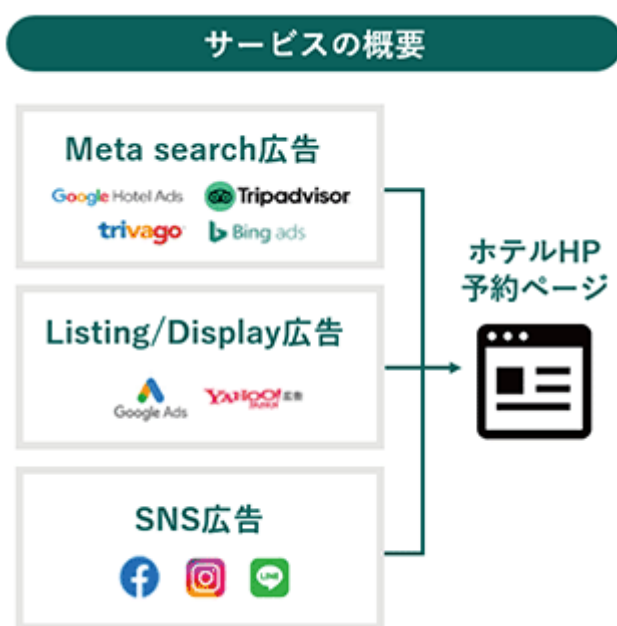 サービスの概要
Meta search広告
Google Hotel Ads
Tripadvisor
trivago
Bing ads
Listing/Display広告
Google Ads
YAHOO! JAPAN 広告
SNS広告
LINE
ホテルHP
予約ページ